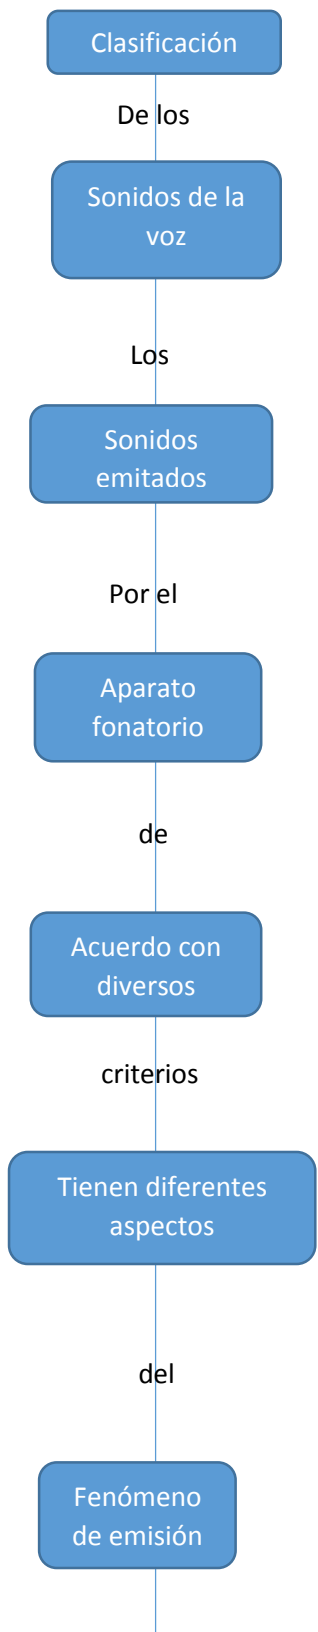 Clasificación
De los
Sonidos de la
voz
Los
Sonidos
emitados
Por el
Aparato
fonatorio
de
Acuerdo con
diversos
criterios
Tienen diferentes
aspectos
del
Fenómeno
de emisión